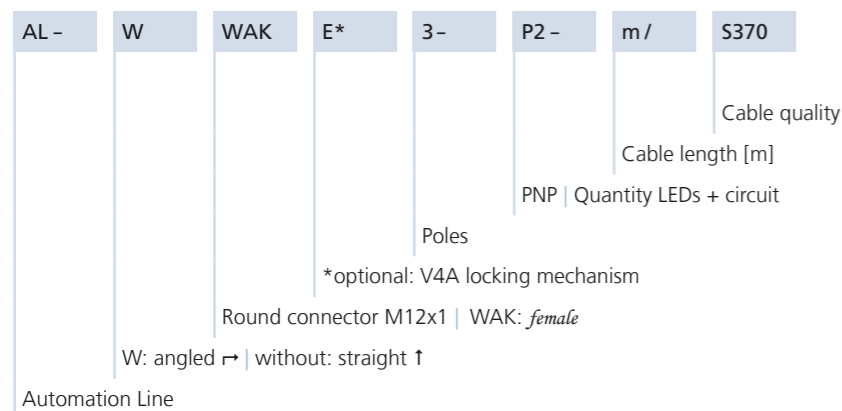 AL – W WAK E* 3 – P2 – m / S370
Cable quality
Cable length [m]
PNP | Quantity LEDs + circuit
Poles
*optional: V4A locking mechanism
Round connector M12x1 | WAK: female
W: angled ↱ | without: straight ↑
Automation Line